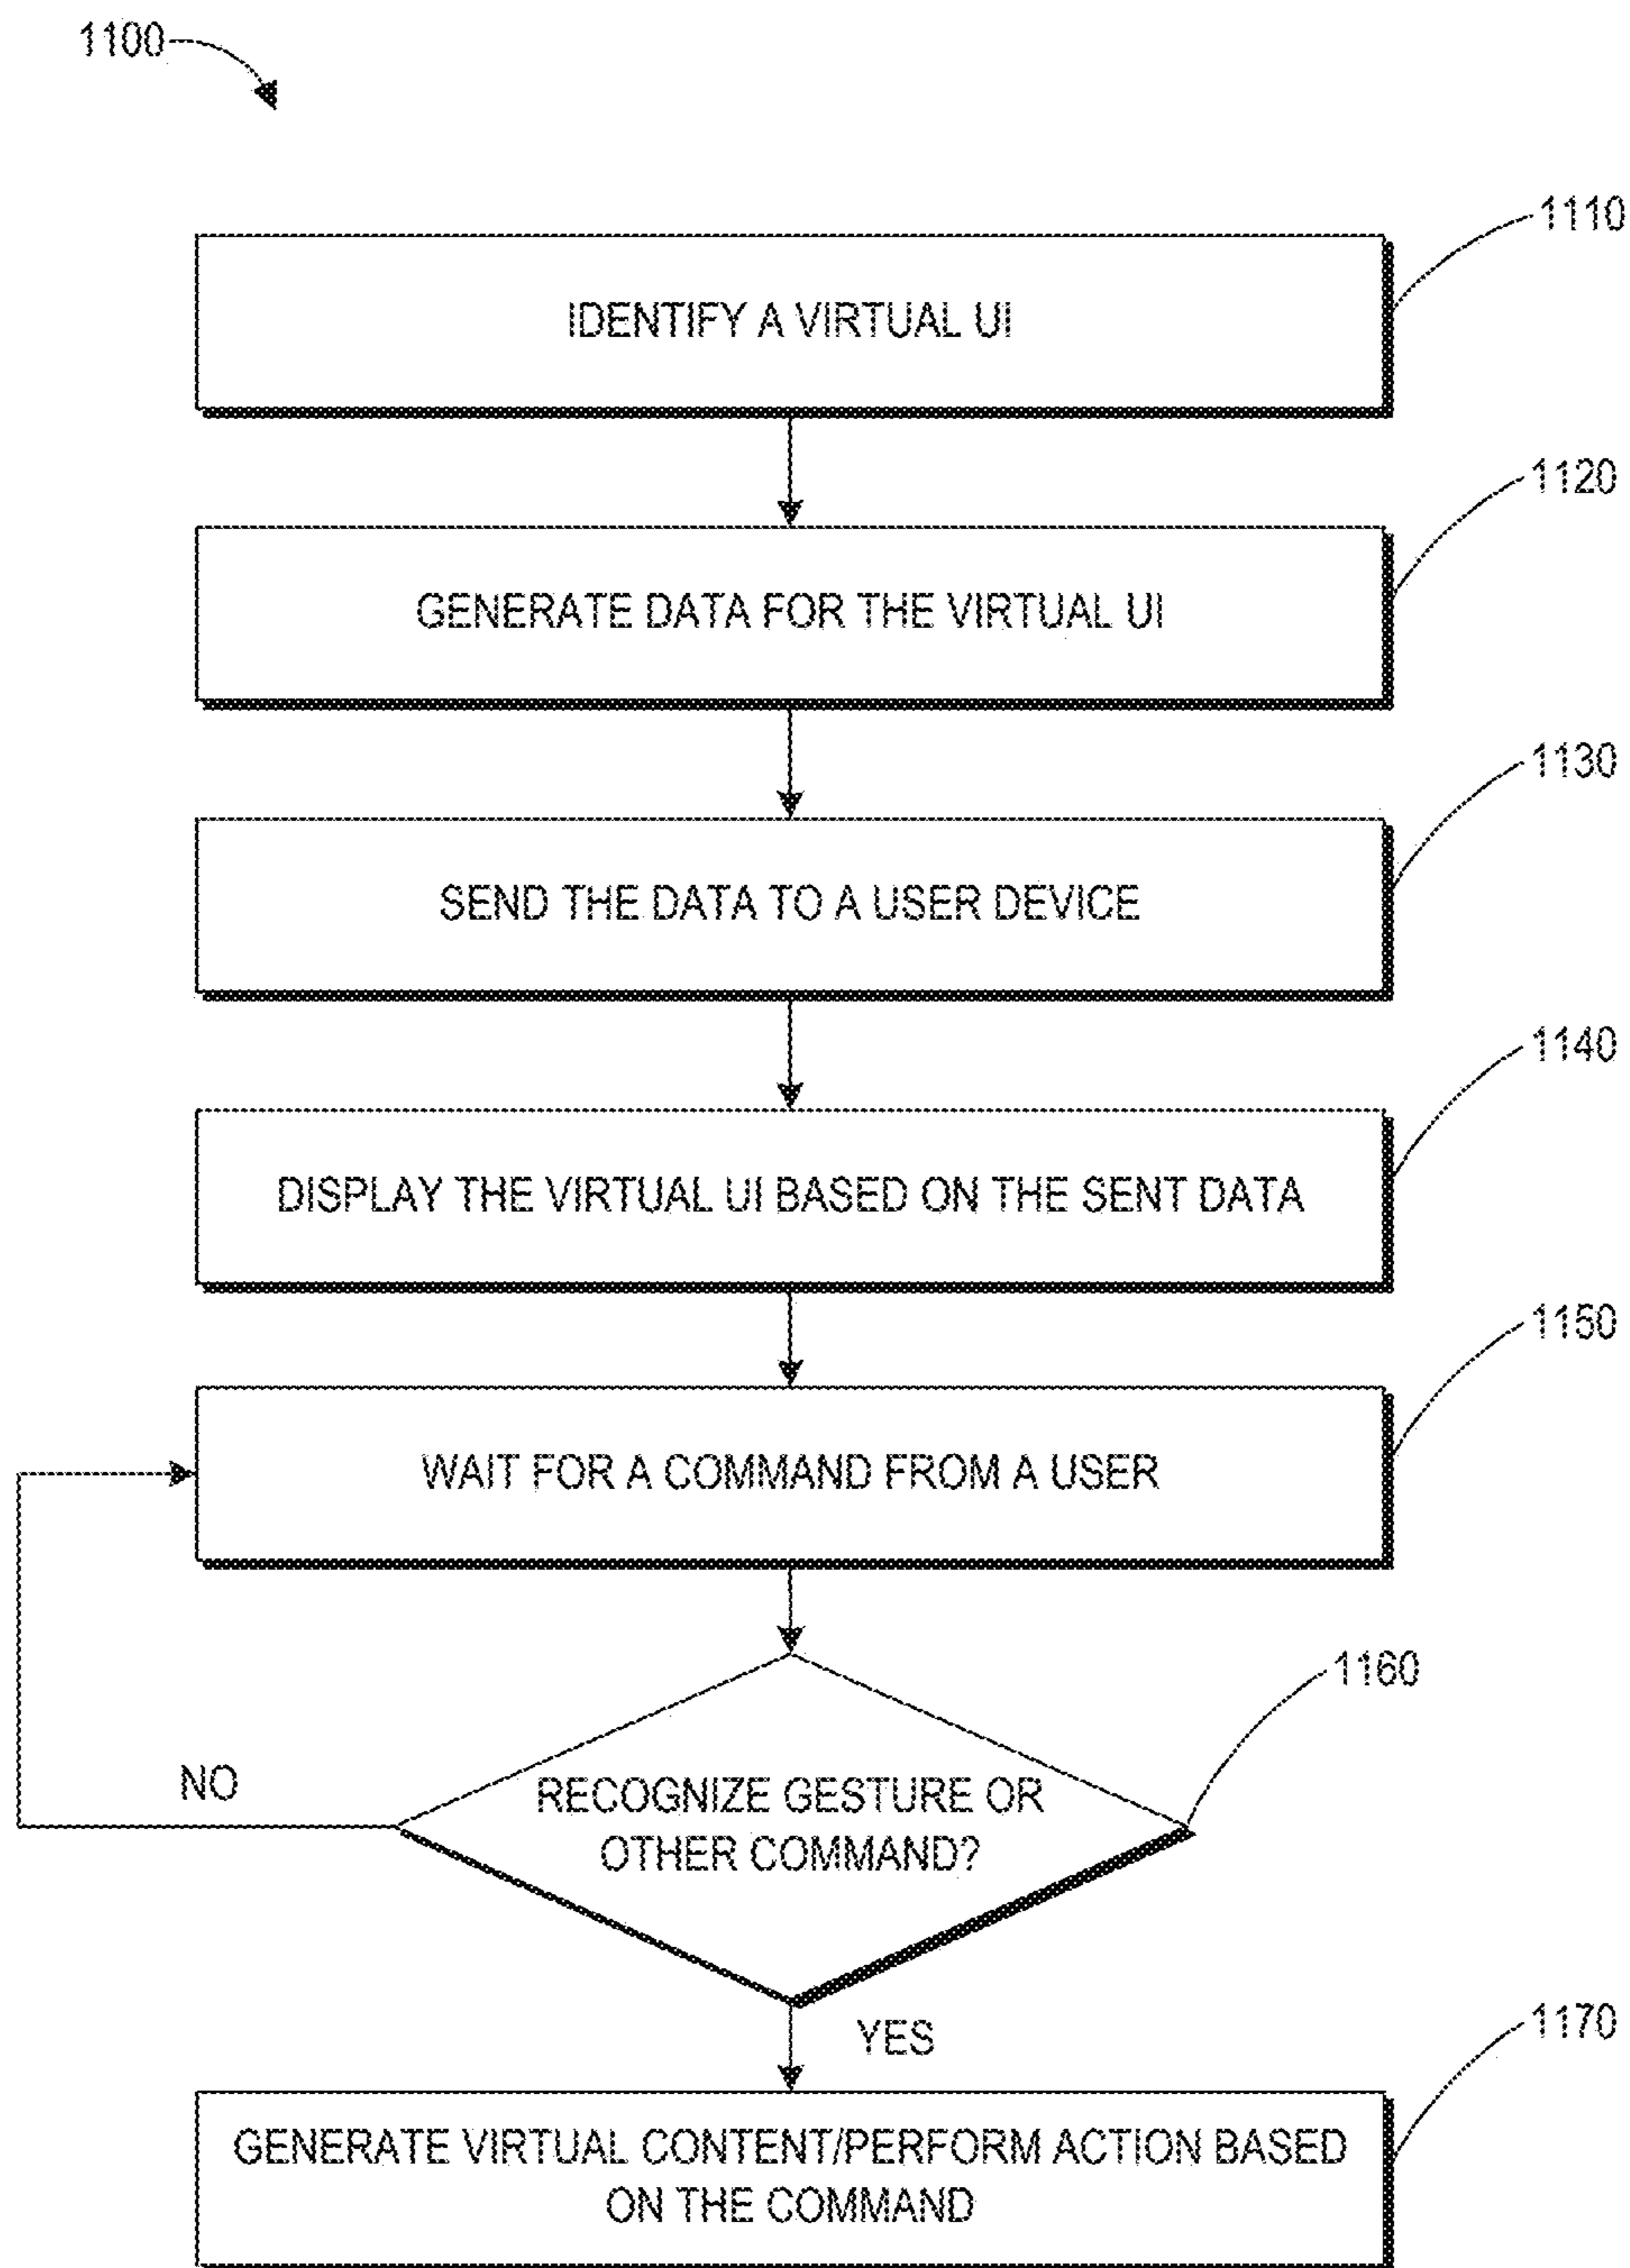 1100
1110
IDENTIFY A VIRTUAL UI
1120
GENERATE DATA FOR THE VIRTUAL UI
1130
SEND THE DATA TO A USER DEVICE
1140
DISPLAY THE VIRTUAL UI BASED ON THE SENT DATA
1150
WAIT FOR A COMMAND FROM A USER
1160
NO
RECOGNIZE GESTURE OR
OTHER COMMAND?
YES
1170
GENERATE VIRTUAL CONTENT/PERFORM ACTION BASED
ON THE COMMAND